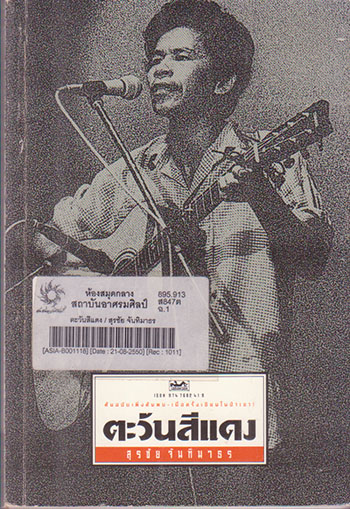 ห้องสมุดกลาง
สถาบันอาศรมศิลป์
895.913
ส847ต
ฉ.1
ตะวันสีแดง / สุรชัย จันทิมาธร
[ASIA-B001118] [Date : 21-08-2550] [Rec : 1011]
ตะวันสีแดง
สุรชัย จันทิมาธร